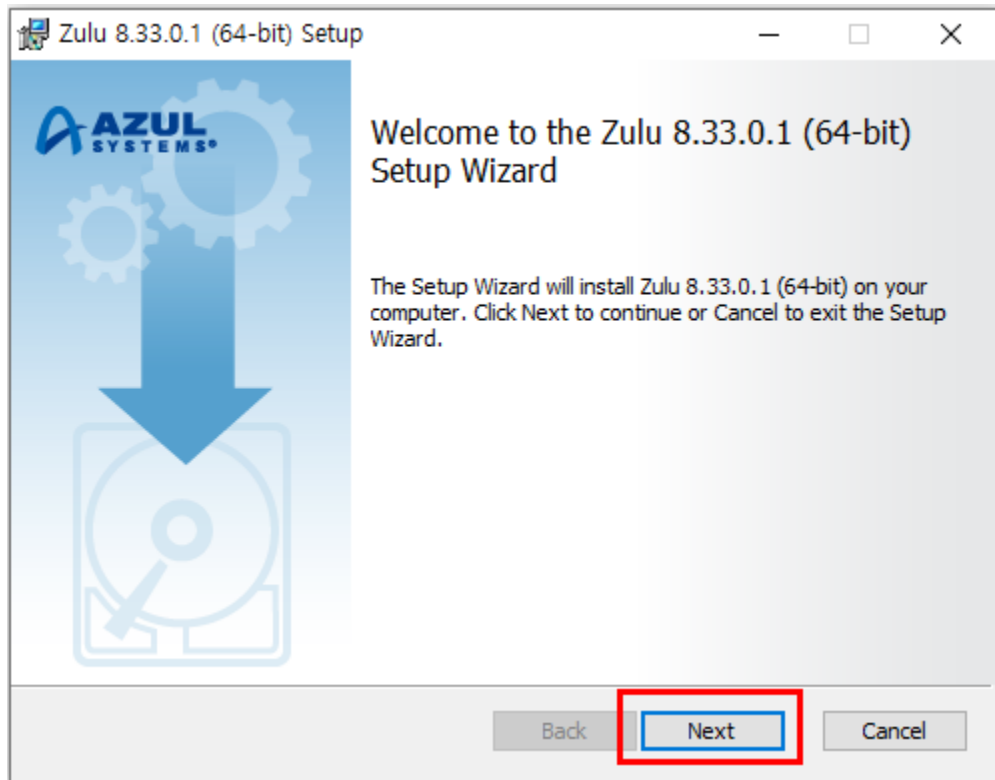 Zulu 8.33.0.1 (64-bit) Setup
AZUL
SYSTEMS®
Welcome to the Zulu 8.33.0.1 (64-bit)
Setup Wizard
The Setup Wizard will install Zulu 8.33.0.1 (64-bit) on your
computer. Click Next to continue or Cancel to exit the Setup
Wizard.
Back
Next
Cancel